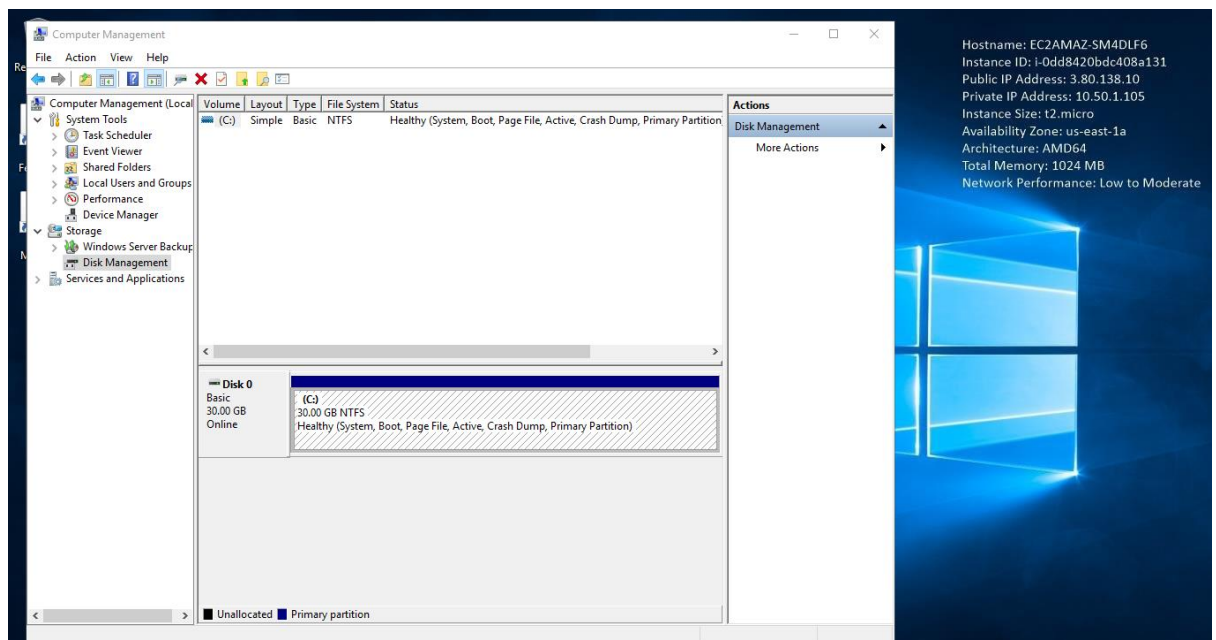 Computer Management
File Action View Help
Computer Management (Local
System Tools
Task Scheduler
Event Viewer
Shared Folders
Local Users and Groups
Performance
Device Manager
Storage
Windows Server Backup
Disk Management
Services and Applications
Volume Layout Type File System Status
(C:) Simple Basic NTFS Healthy (System, Boot, Page File, Active, Crash Dump, Primary Partition
Disk 0
Basic
30.00 GB
Online
(C:)
30.00 GB NTFS
Healthy (System, Boot, Page File, Active, Crash Dump, Primary Partition)
Unallocated Primary partition
Actions
Disk Management
More Actions
Hostname: EC2AMAZ-SM4DLF6
Instance ID: i-0dd8420bdc408a131
Public IP Address: 3.80.138.10
Private IP Address: 10.50.1.105
Instance Size: t2.micro
Availability Zone: us-east-1a
Architecture: AMD64
Total Memory: 1024 MB
Network Performance: Low to Moderate